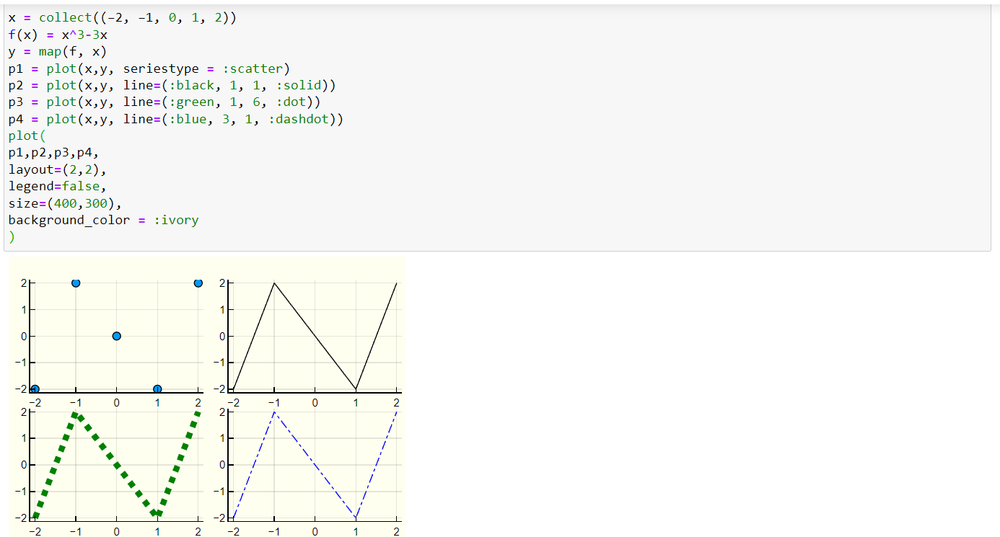 x = collect((-2, -1, 0, 1, 2))
f(x) = x^3-3x
y = map(f, x)
p1 = plot(x,y, seriestype = :scatter)
p2 = plot(x,y, line=(:black, 1, 1, :solid))
p3 = plot(x,y, line=(:green, 1, 6, :dot))
p4 = plot(x,y, line=(:blue, 3, 1, :dashdot))
plot(
p1,p2,p3,p4,
layout=(2,2),
legend=false,
size=(400,300),
background_color = :ivory
)
2 2
1 1
0 0
-1 -1
-2 -2
-2 -1 0 1 2 -2 -1 0 1 2
2 2
1 1
0 0
-1 -1
-2 -2
-2 -1 0 1 2 -2 -1 0 1 2